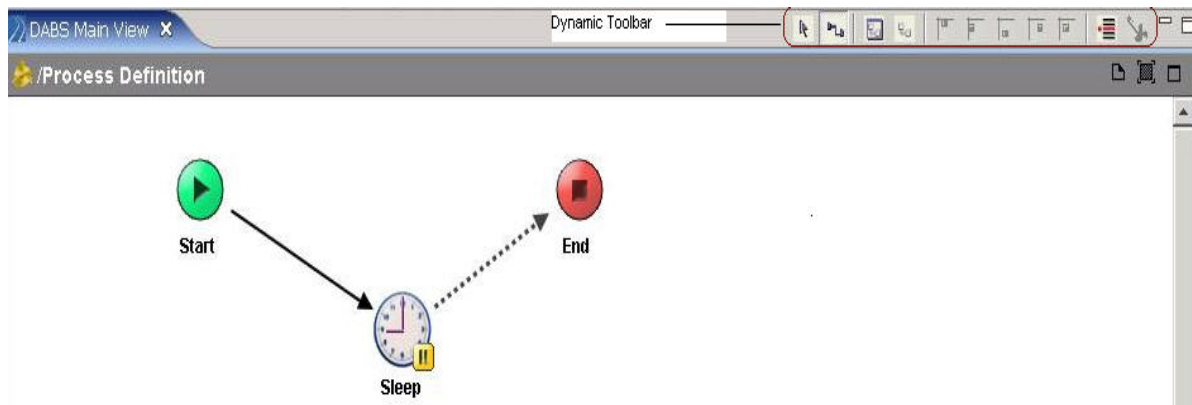 DABS Main View
Dynamic Toolbar
/Process Definition
Start
End
Sleep